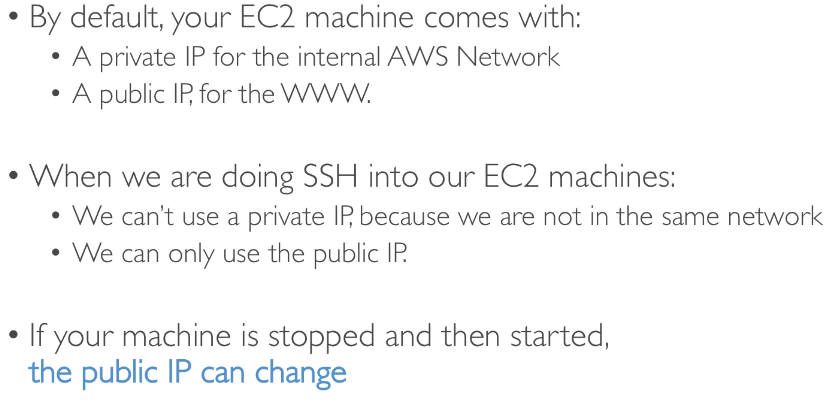 • By default, your EC2 machine comes with:
• A private IP for the internal AWS Network
• A public IP, for the WWW.
• When we are doing SSH into our EC2 machines:
• We can't use a private IP, because we are not in the same network
• We can only use the public IP.
• If your machine is stopped and then started,
the public IP can change